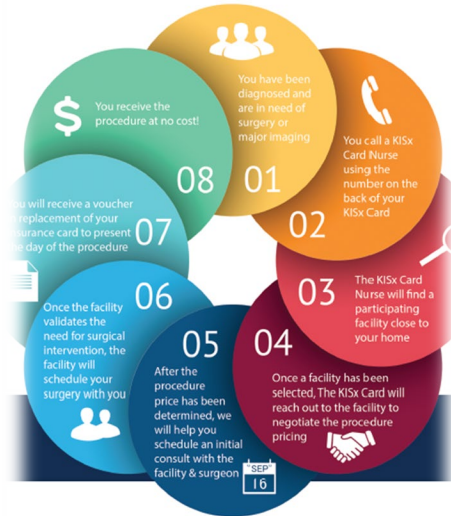 01
You have been
diagnosed and
are in need of
surgery or
major imaging
02
You call a KISx
Card Nurse
using the
number on the
back of your
KISx Card
03
The KISx Card
Nurse will find a
participating
facility close to
your home
04
Once a facility has been
selected, The KISx Card will
reach out to the facility to
negotiate the procedure
pricing
05
After the
procedure
price has been
determined, we
will help you
schedule an initial
consult with the
facility & surgeon
"SEP"
16
06
Once the facility
validates the
need for surgical
intervention, the
facility will
schedule your
surgery with you
07
will receive a voucher
replacement of your
card to present
day of the procedure
08
$
You receive the
procedure at no cost!